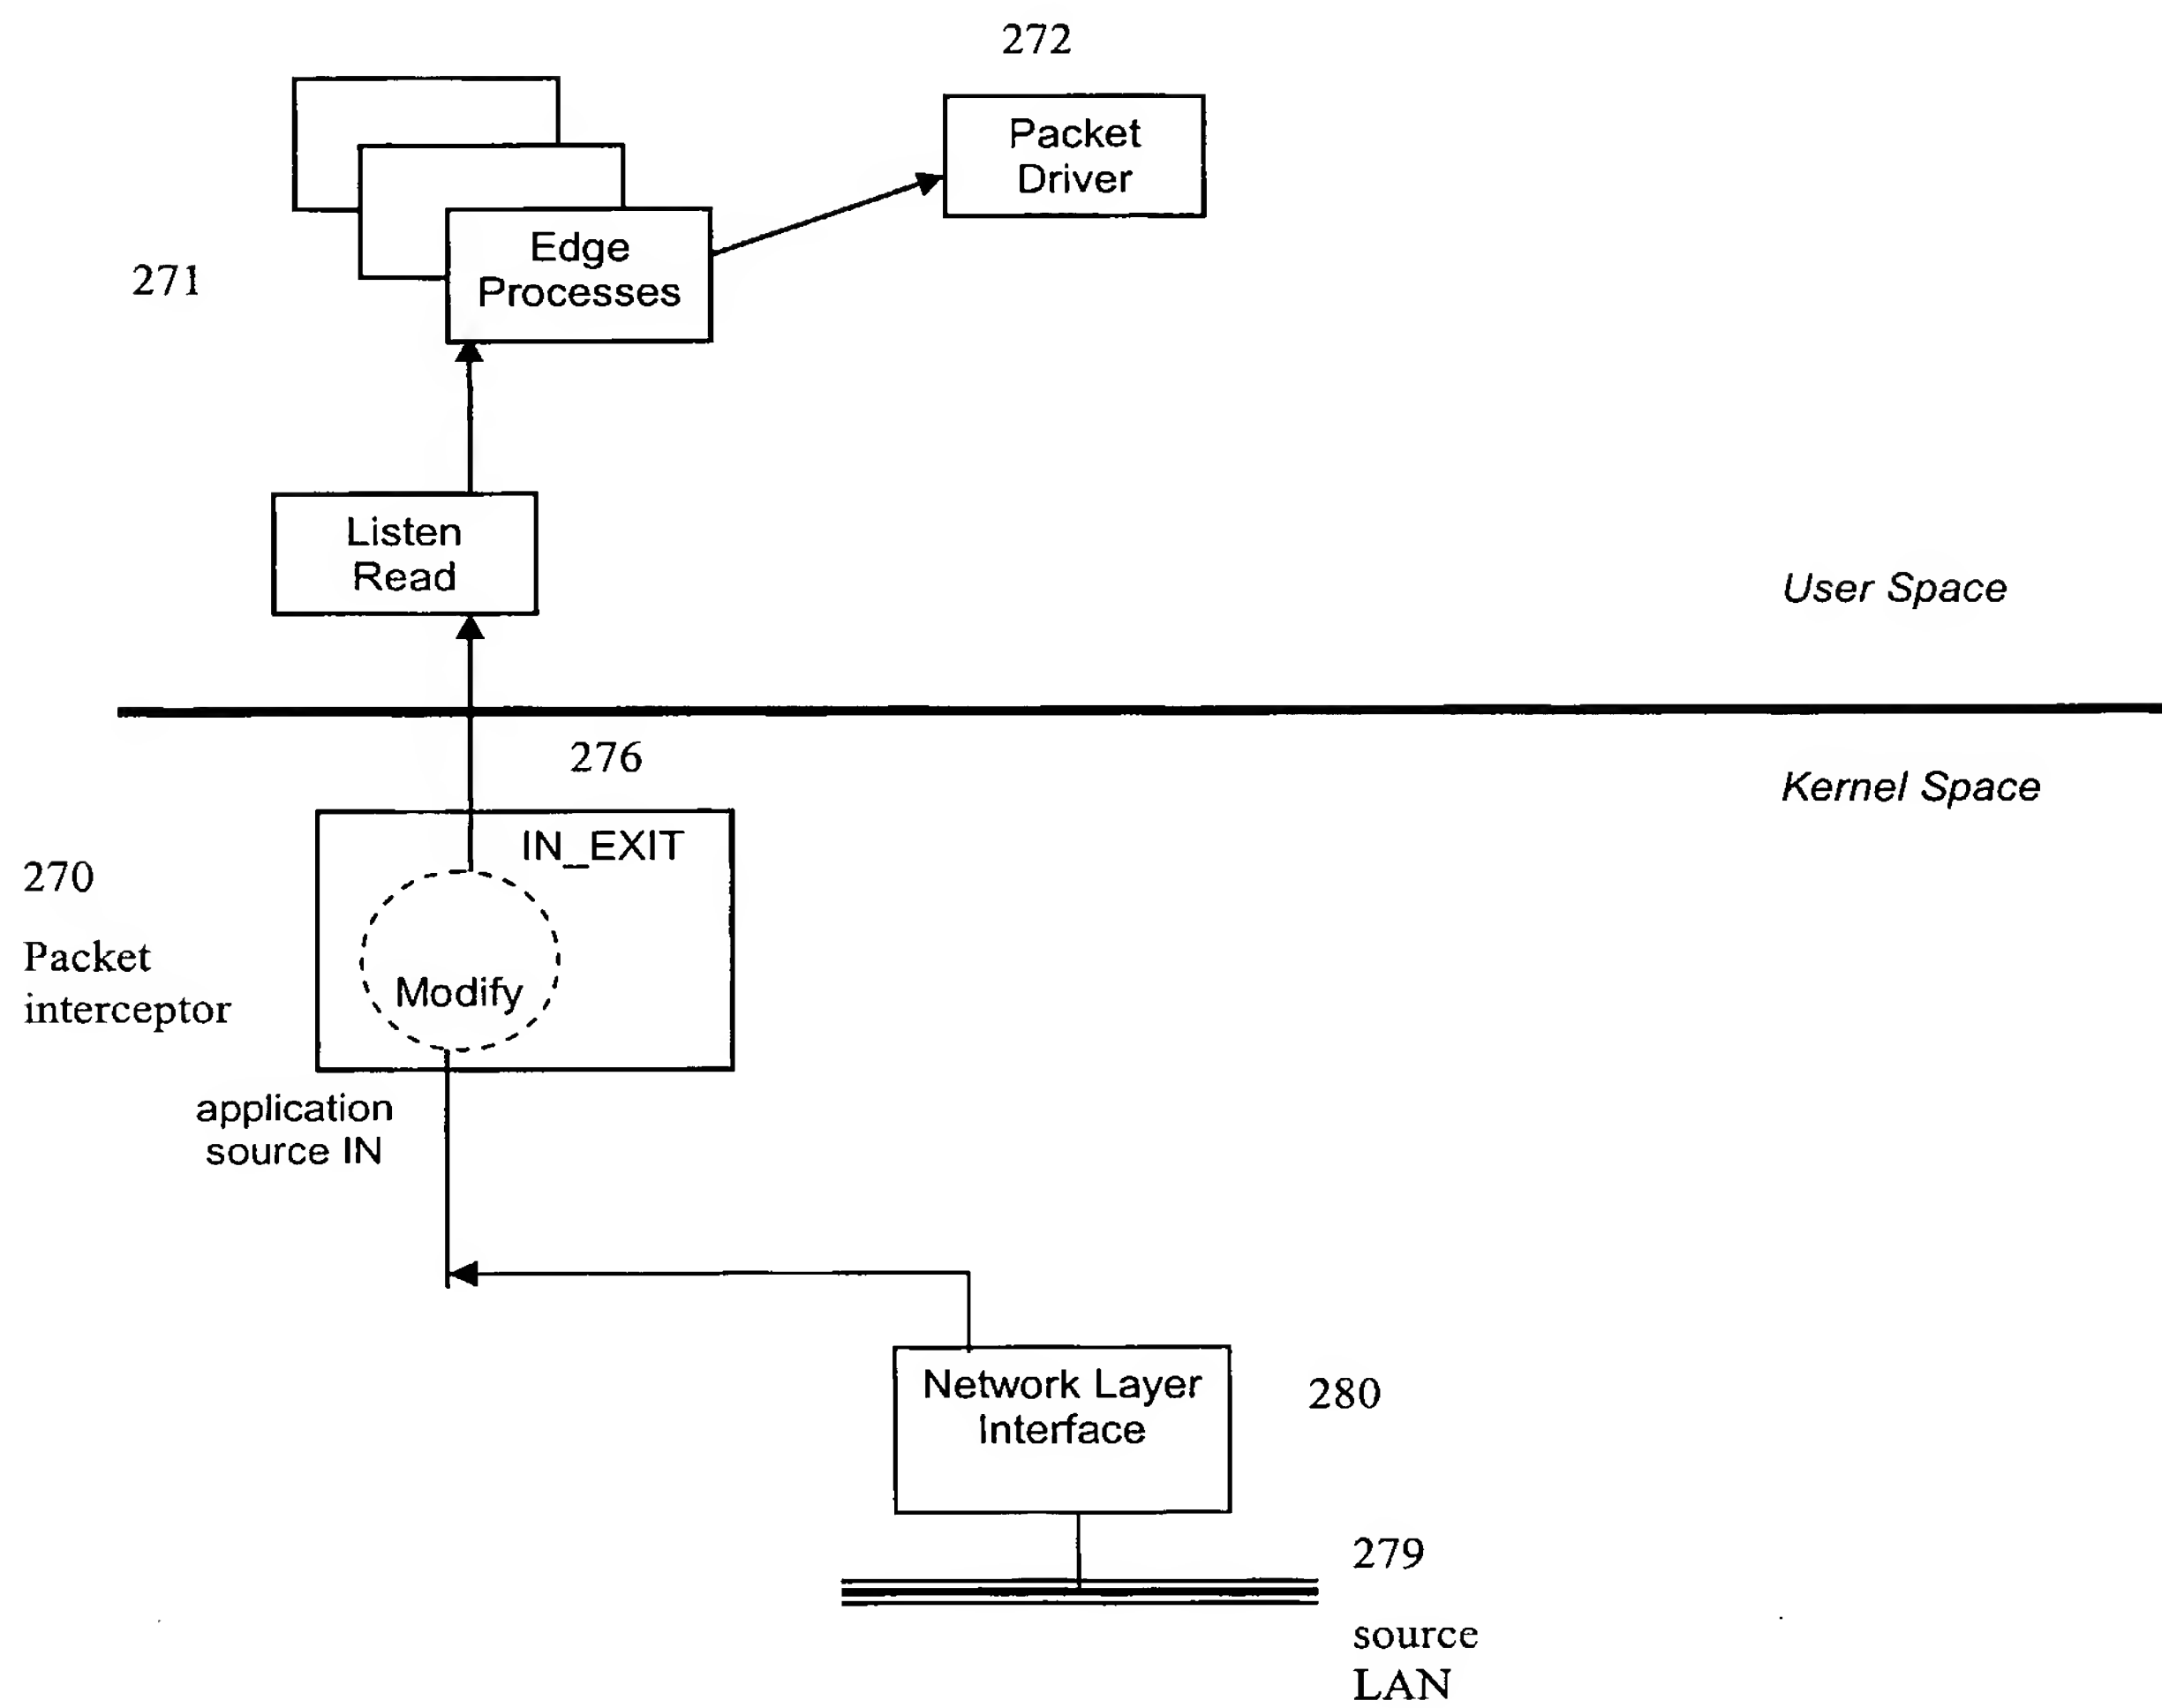 272
Packet
Driver
Edge
Processes
271
Listen
Read
User Space
276
Kernel Space
IN_EXIT
270
Packet
interceptor
Modify
application
source IN
Network Layer
Interface
280
279
source
LAN